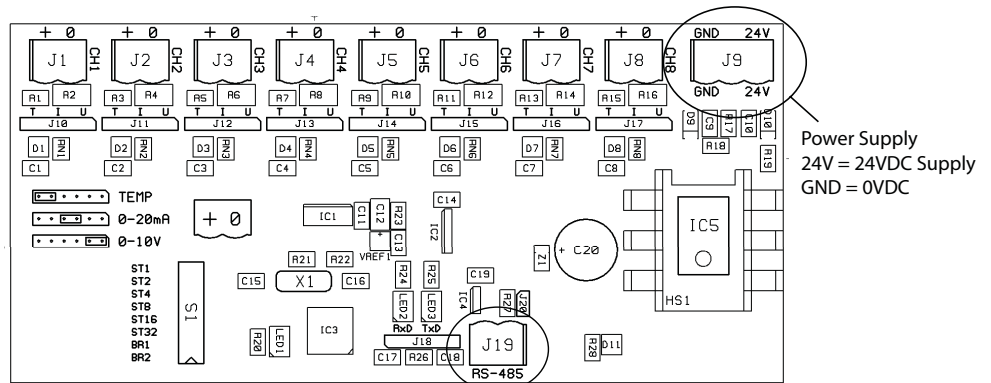 + 0 + 0 + 0 + 0 + 0 + 0 + 0 + 0 GND 24V
J1 CH1 J2 CH2 J3 CH3 J4 CH4 J5 CH5 J6 CH6 J7 CH7 J8 CH8 J9
GND 24V
R1 R2 R3 R4 R5 R6 R7 R8 R9 R10 R11 R12 R13 R14 R15 R16
T I U T I U T I U T I U T I U T I U T I U T I U
J10 J11 J12 J13 J14 J15 J16 J17
D9 C9 R17 C10 D10
R18
R19
D1 RN1 D2 RN2 D3 RN3 D4 RN4 D5 RN5 D6 RN6 D7 RN7 D8 RN8
C1 C2 C3 C4 C5 C6 C7 C8
Power Supply
24V = 24VDC Supply
GND = 0VDC
TEMP
0-20mA
0-10V
+ 0
IC1 C11 C12 R23 C14
VREF1 + C13 IC2
IC5
+ C20
Z1
HS1
R21 R22
C15 X1 C16 R24 R25 C19
ST1
ST2
ST4
ST8
ST16
ST32
BR1
BR2
S1
LED2 LED3 IC4 R27 J20
RxD TxD
R20 LED1 IC3
J18
C17 R26 C18
J19
RS-485
R28 D11